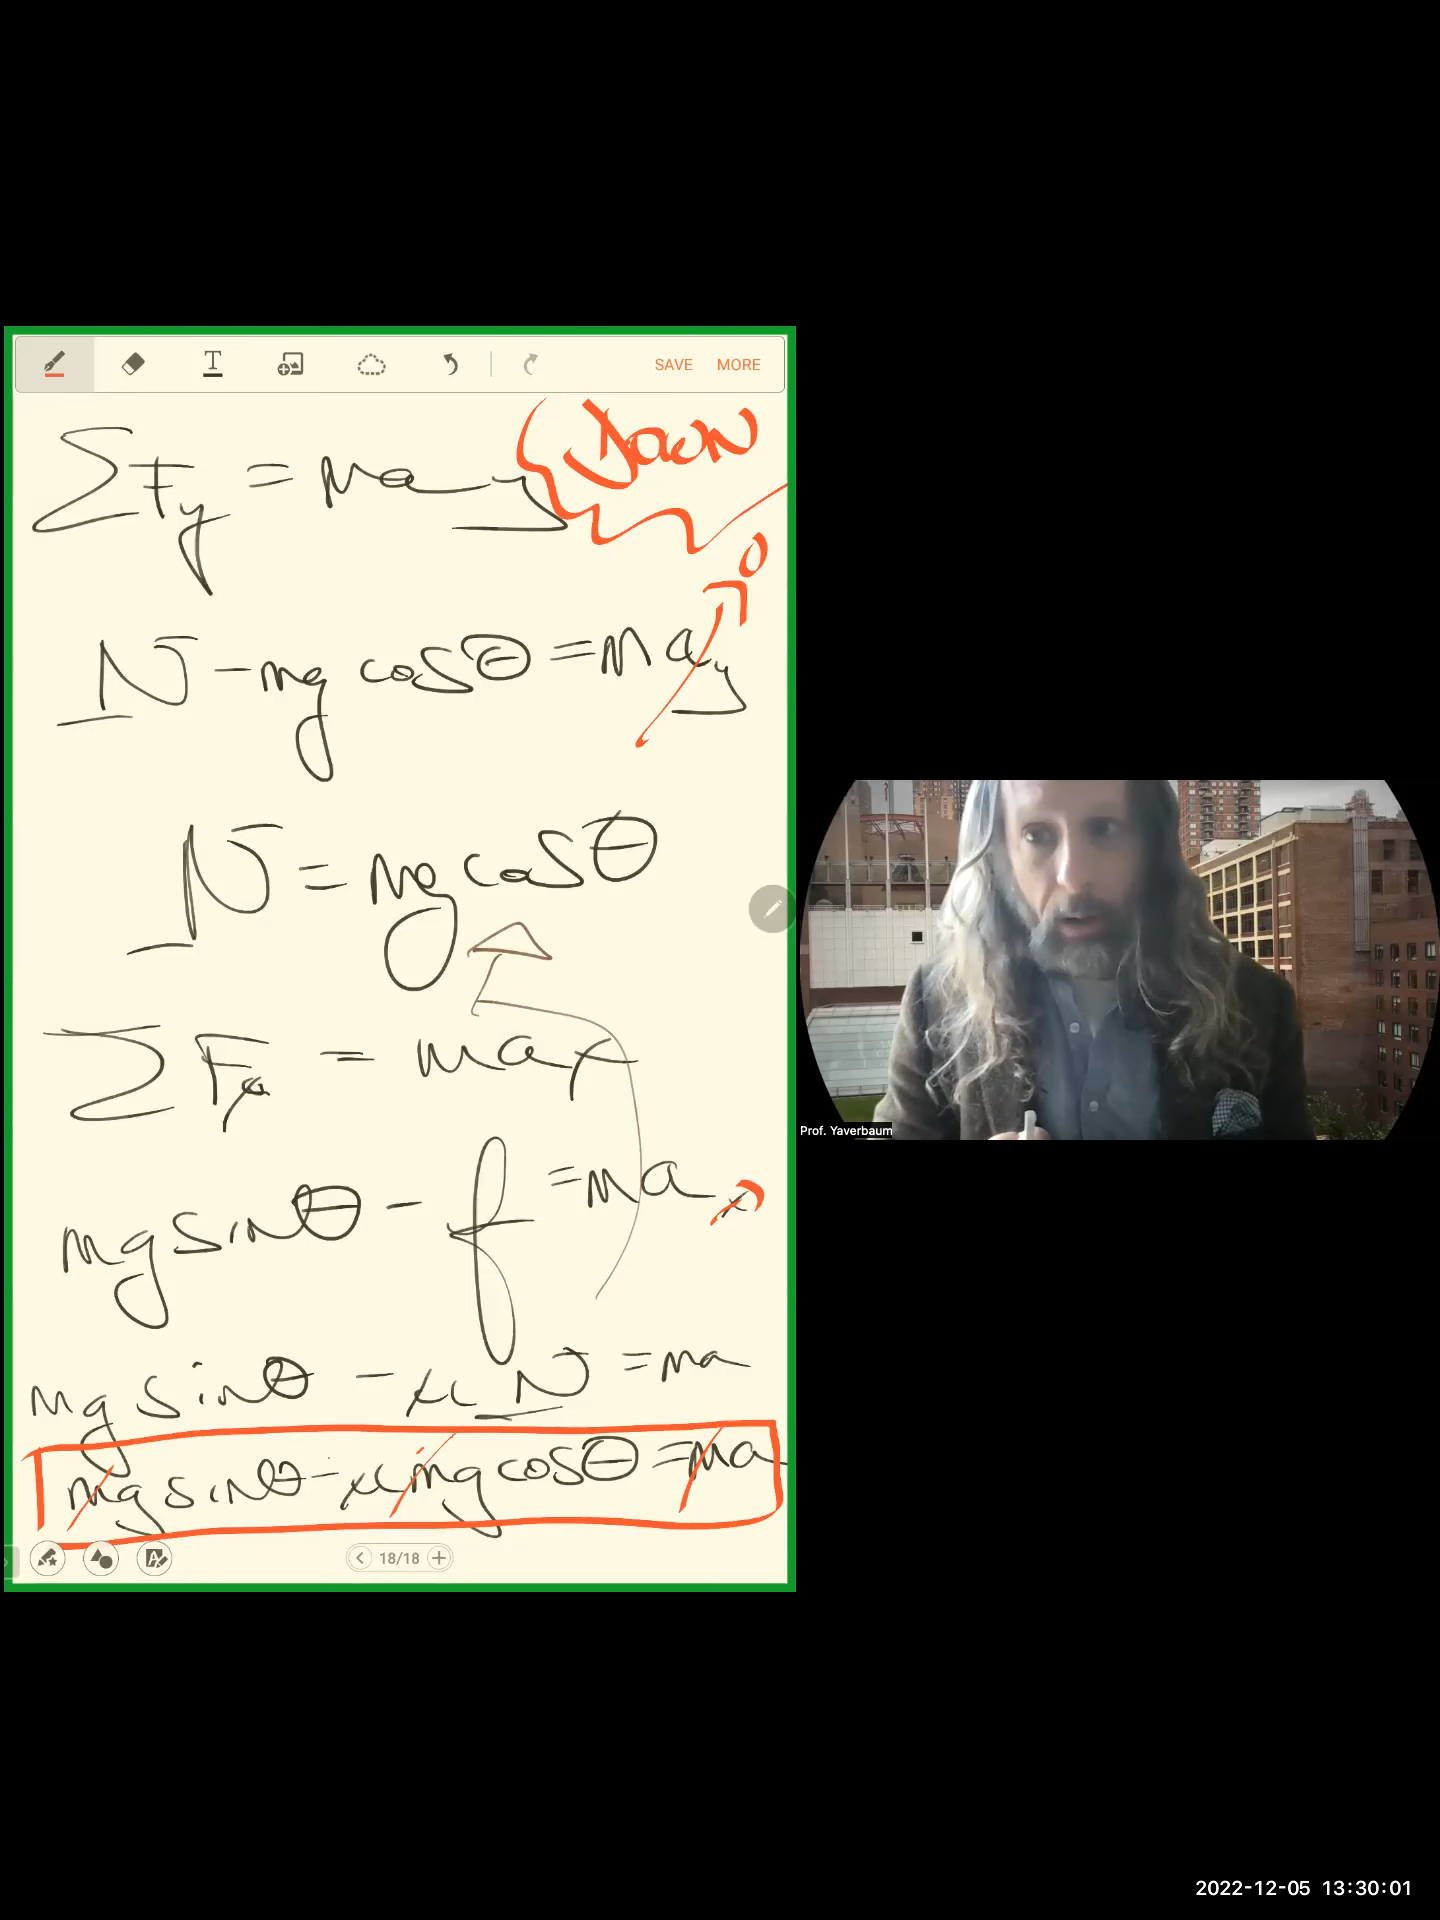 SAVE MORE
ΣFy = may
N - mg cosθ = may 0
N = mg cosθ
ΣFx = max
mg sinθ - f = max
mg sinθ - μN = ma
mg sinθ - μmg cosθ = ma
18/18
Prof. Yaverbaum
2022-12-05 13:30:01